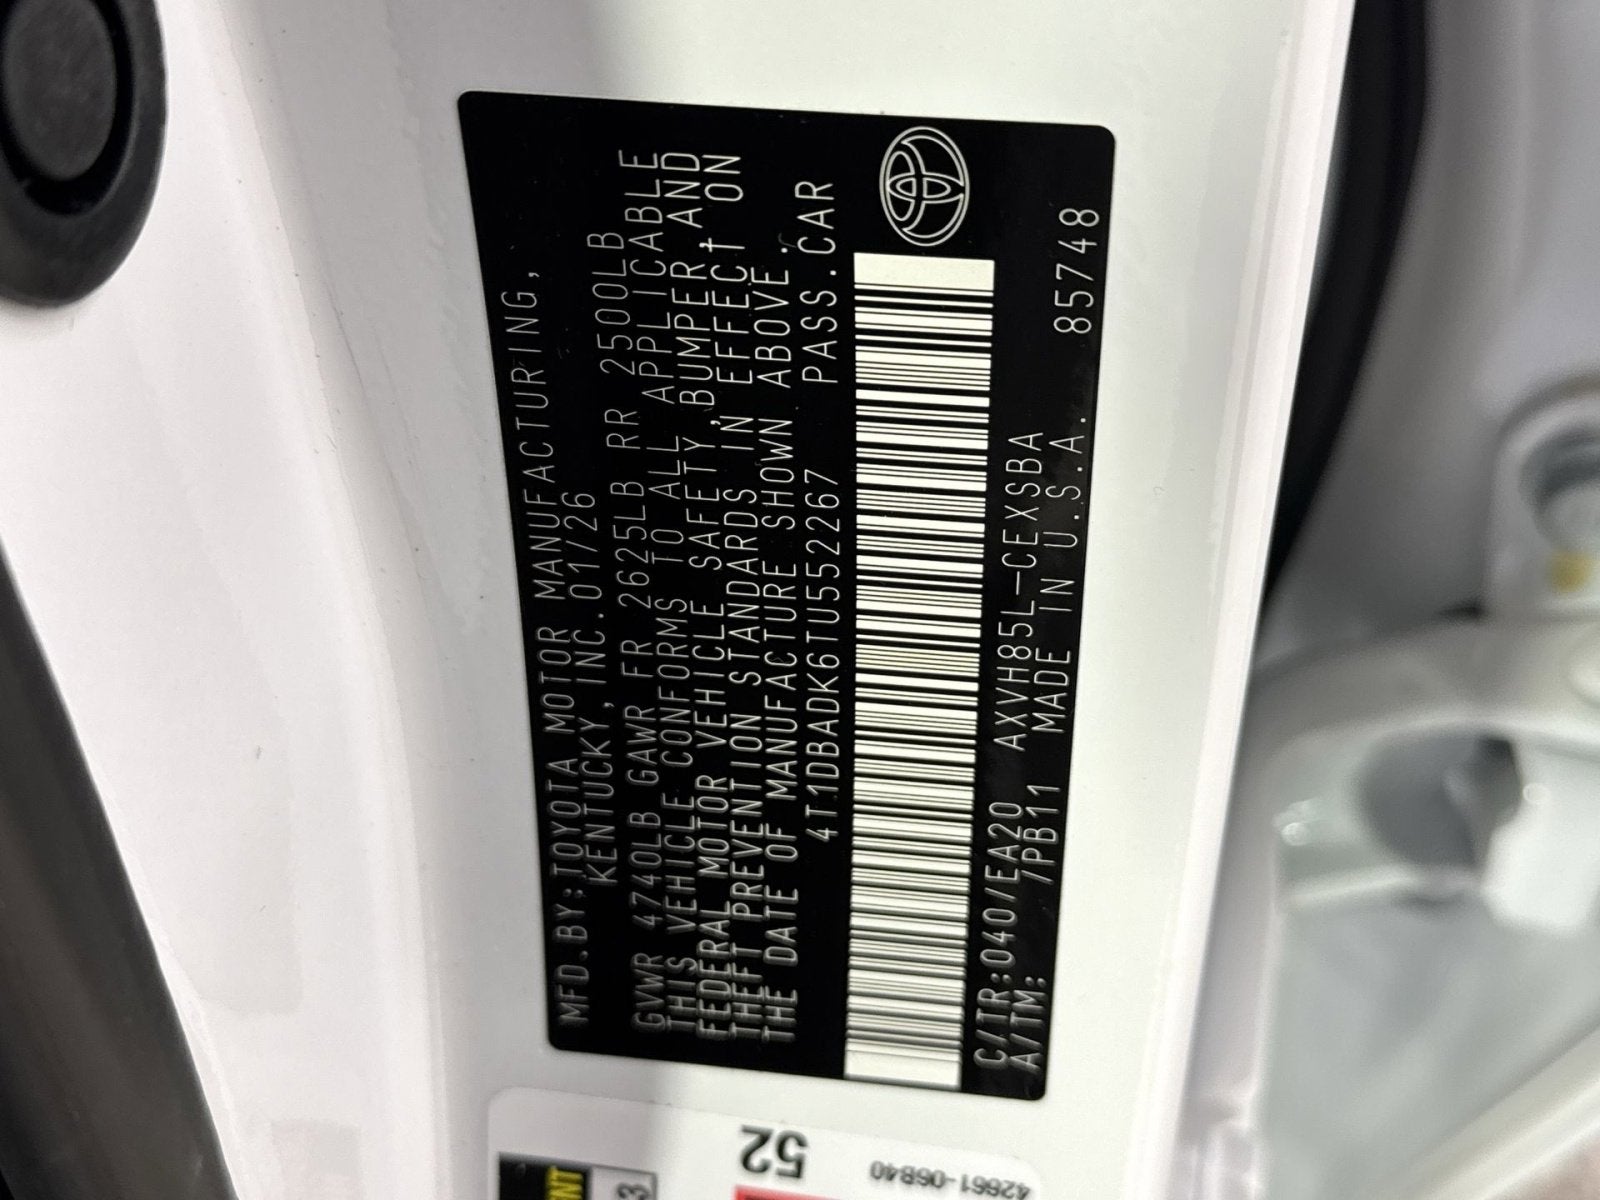 MFD.BY:TOYOTA MOTOR MANUFACTURING,
KENTUCKY, INC.01/26
GVWR 4740LB GAWR FR 2625LB RR 2500LB
THIS VEHICLE CONFORMS TO ALL APPLICABLE
FEDERAL MOTOR VEHICLE SAFETY,BUMPER,AND
THEFT PREVENTION STANDARDS IN EFFECT ON
THE DATE OF MANUFACTURE SHOWN ABOVE.
4T1DBADK6TU552267 PASS.CAR
C/TR:040/EA20 AXVH85L-CEXSBA
A/TM: /PB11 MADE IN U.S.A. 85748
52
42661-06B40
3